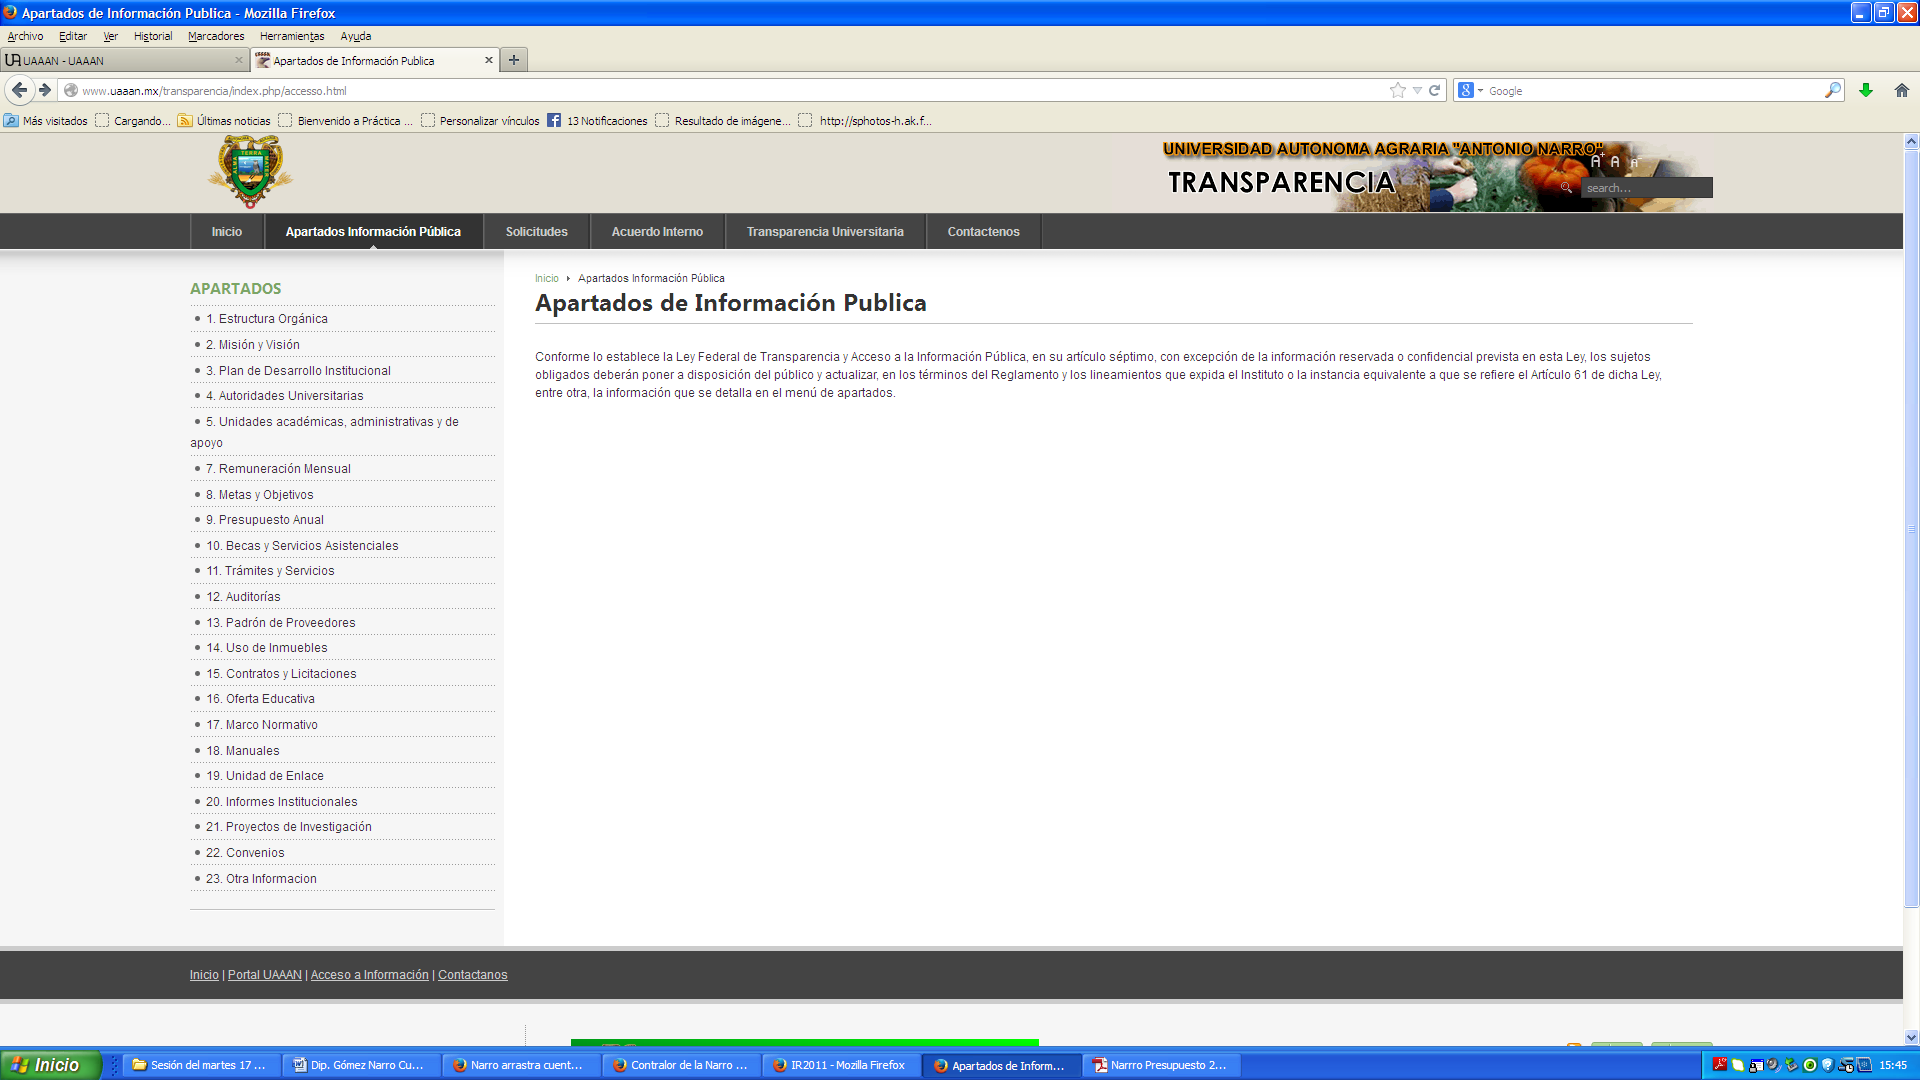 Apartados de Información Publica - Mozilla Firefox
Archivo Editar Ver Historial Marcadores Herramientas Ayuda
UAAAN - UAAAN
Apartados de Información Publica
www.uaaan.mx/transparencia/index.php/accesso.html
Google
Más visitados Cargando... Últimas noticias Bienvenido a Práctica ... Personalizar vínculos 13 Notificaciones Resultado de imágene... http://sphotos-h.ak.f...
ALMA TERRA MATER
UNIVERSIDAD AUTONOMA AGRARIA "ANTONIO NARRO"
TRANSPARENCIA
A+ A A-
search...
Inicio Apartados Información Pública Solicitudes Acuerdo Interno Transparencia Universitaria Contactenos
APARTADOS
1. Estructura Orgánica
2. Misión y Visión
3. Plan de Desarrollo Institucional
4. Autoridades Universitarias
5. Unidades académicas, administrativas y de
apoyo
7. Remuneración Mensual
8. Metas y Objetivos
9. Presupuesto Anual
10. Becas y Servicios Asistenciales
11. Trámites y Servicios
12. Auditorías
13. Padrón de Proveedores
14. Uso de Inmuebles
15. Contratos y Licitaciones
16. Oferta Educativa
17. Marco Normativo
18. Manuales
19. Unidad de Enlace
20. Informes Institucionales
21. Proyectos de Investigación
22. Convenios
23. Otra Informacion
Inicio Apartados Información Pública
Apartados de Información Publica
Conforme lo establece la Ley Federal de Transparencia y Acceso a la Información Pública, en su artículo séptimo, con excepción de la información reservada o confidencial prevista en esta Ley, los sujetos
obligados deberán poner a disposición del público y actualizar, en los términos del Reglamento y los lineamientos que expida el Instituto o la instancia equivalente a que se refiere el Artículo 61 de dicha Ley,
entre otra, la información que se detalla en el menú de apartados.
Inicio | Portal UAAAN | Acceso a Información | Contactanos
Inicio
Sesión del martes 17 ...
Dip. Gómez Narro Cu...
Narro arrastra cuent...
Contralor de la Narro ...
IR2011 - Mozilla Firefox
Apartados de Inform...
Narrro Presupuesto 2...
15:45